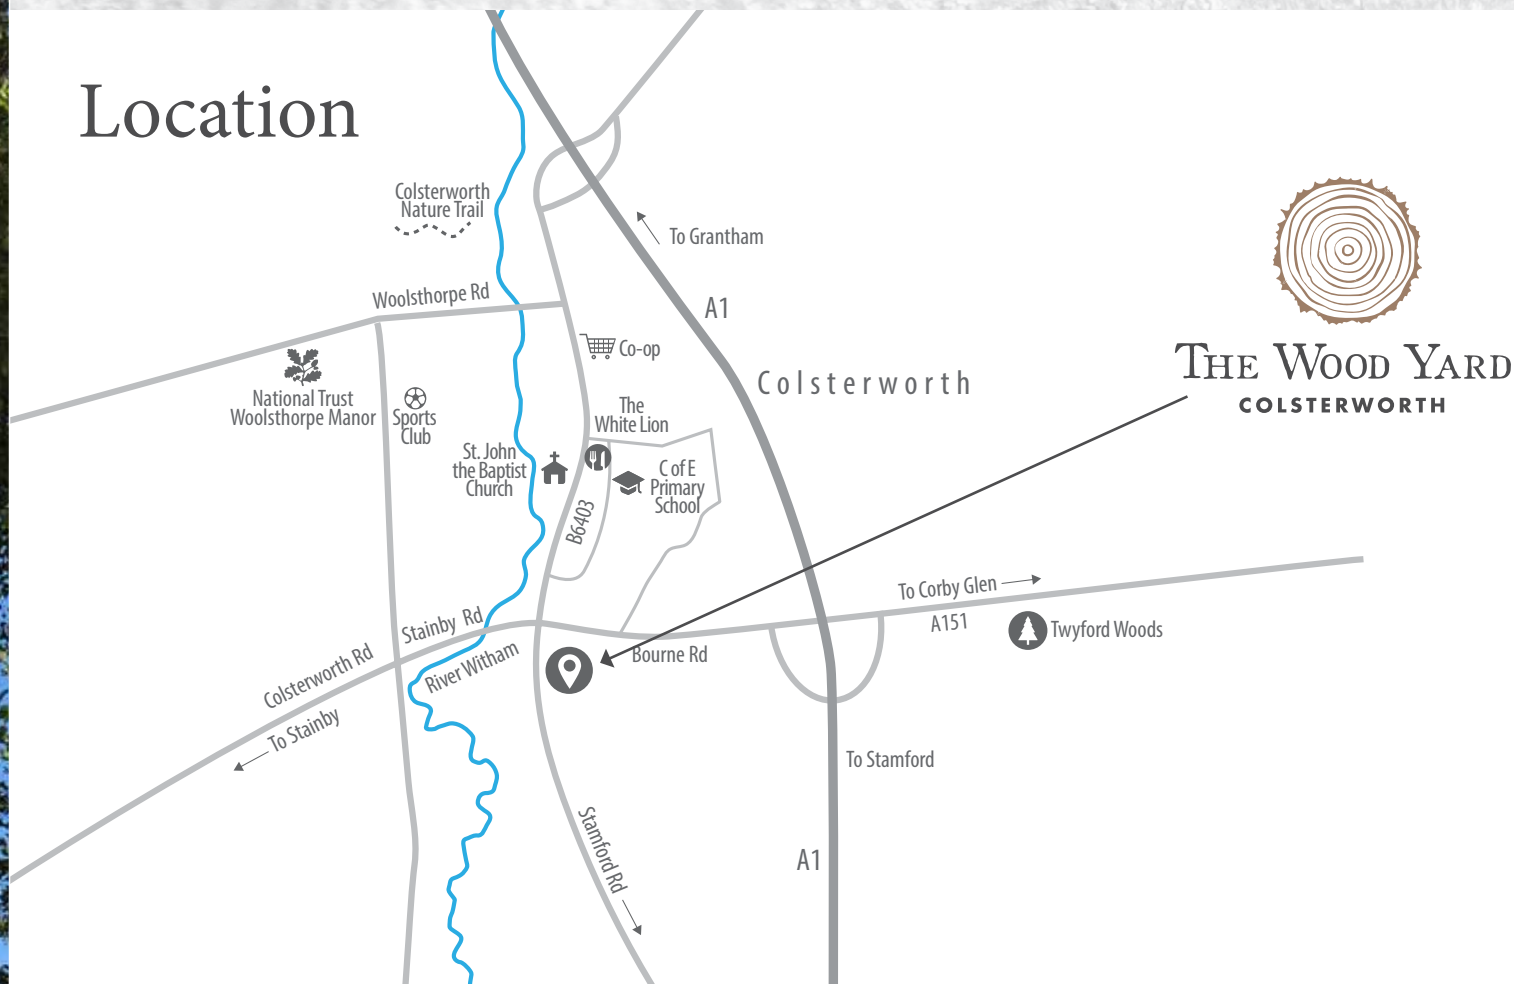 Location
Colsterworth
Nature Trail
To Grantham
A1
Woolsthorpe Rd
Co-op
THE WOOD YARD
COLSTERWORTH
Colsterworth
National Trust
Woolsthorpe Manor
Sports
Club
The
White Lion
St. John
the Baptist
Church
C of E
Primary
School
B6403
To Corby Glen
A151
Twyford Woods
Stainby Rd
Bourne Rd
River Witham
Colsterworth Rd
To Stainby
To Stamford
Stamford Rd
A1